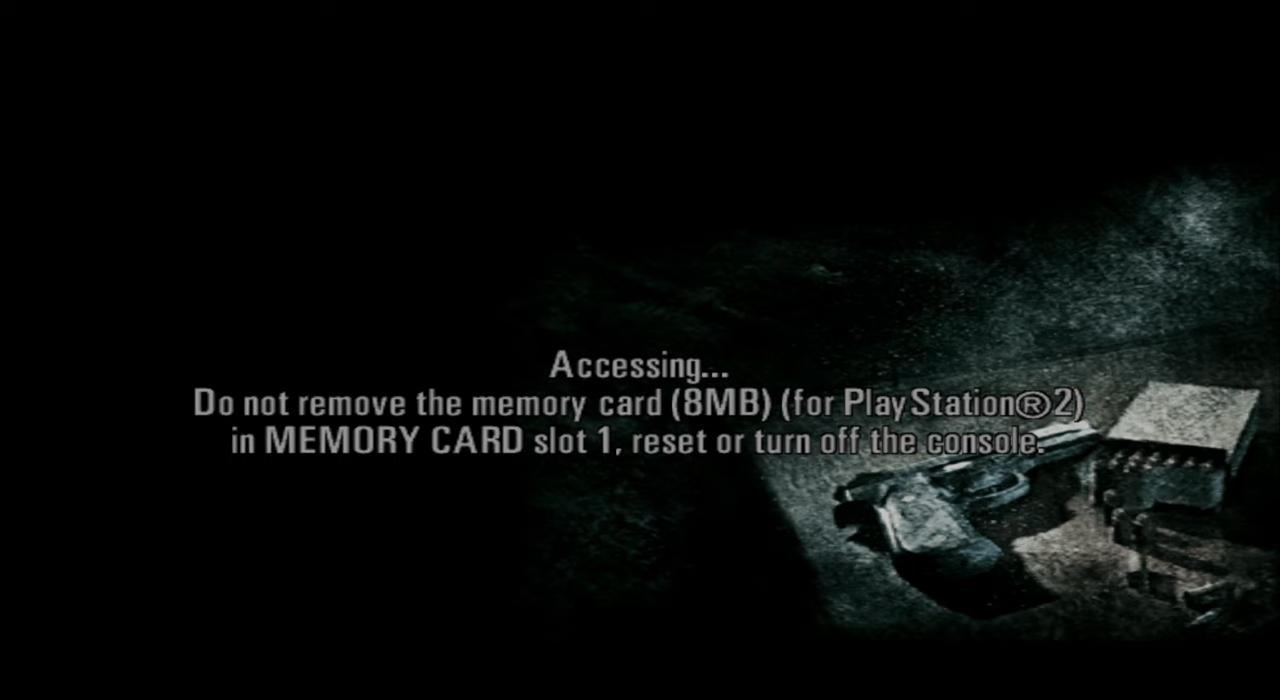 Accessing...
Do not remove the memory card (8MB) (for PlayStation®2)
in MEMORY CARD slot 1, reset or turn off the console.